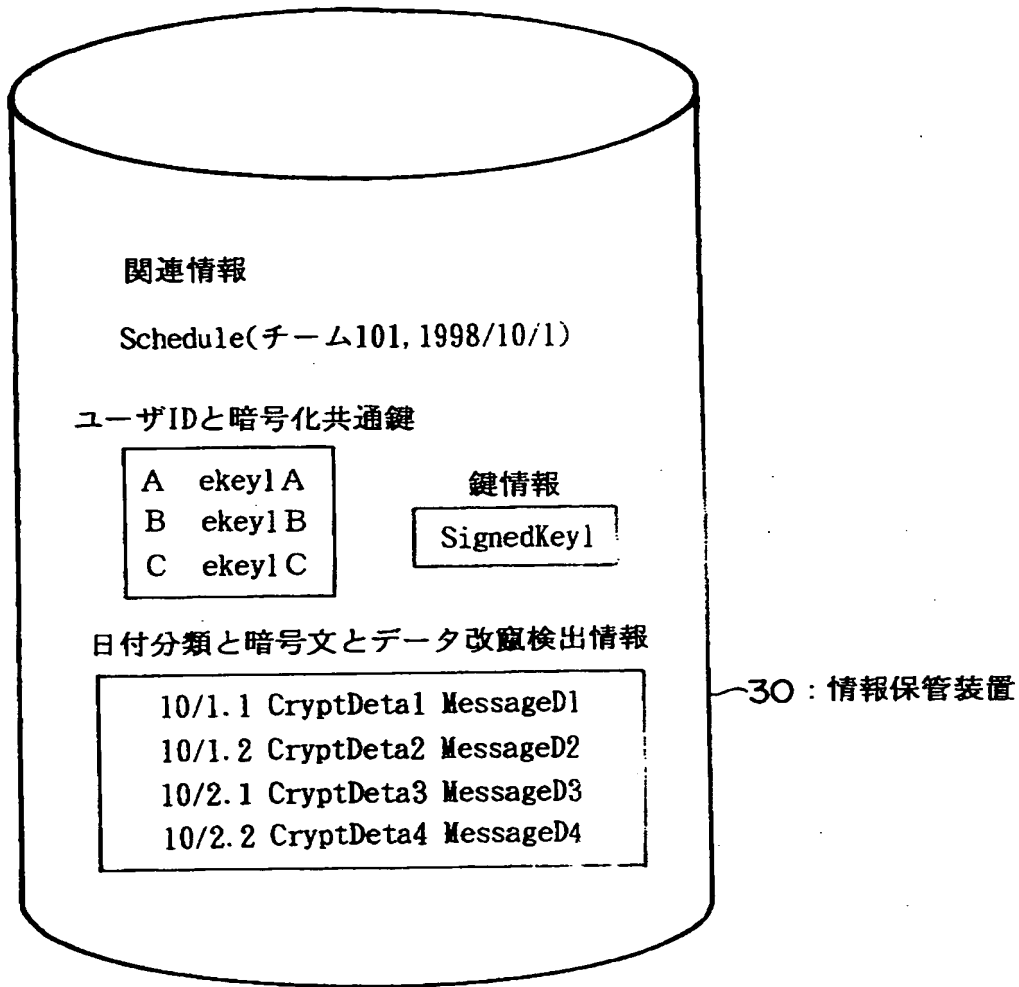 関連情報
Schedule(チーム101,1998/10/1)
ユーザIDと暗号化共通鍵
A ekey1A
B ekey1B
C ekey1C
鍵情報
SignedKey1
日付分類と暗号文とデータ改竄検出情報
10/1.1 CryptDeta1 MessageD1
10/1.2 CryptDeta2 MessageD2
10/2.1 CryptDeta3 MessageD3
10/2.2 CryptDeta4 MessageD4
30：情報保管装置